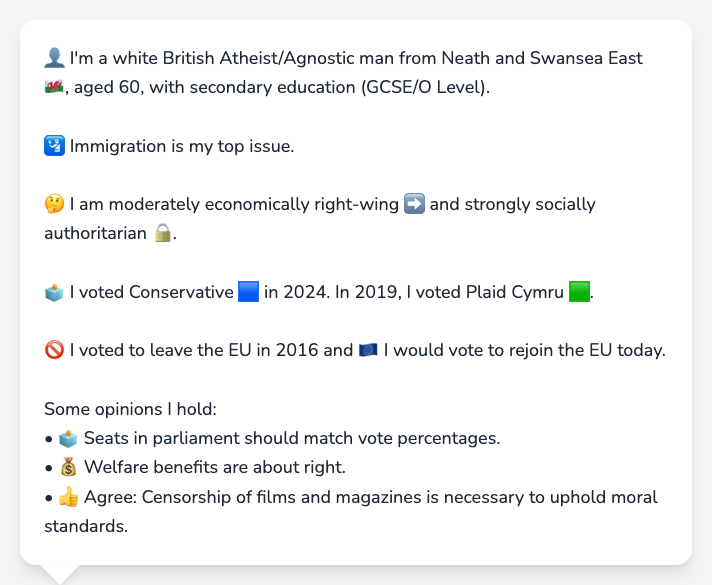 👤 I'm a white British Atheist/Agnostic man from Neath and Swansea East
🏴󠁧󠁢󠁷󠁬󠁳󠁿, aged 60, with secondary education (GCSE/O Level).
🛂 Immigration is my top issue.
🤔 I am moderately economically right-wing ➡️ and strongly socially
authoritarian 🔒.
🗳️ I voted Conservative 🟦 in 2024. In 2019, I voted Plaid Cymru 🟩.
🚫 I voted to leave the EU in 2016 and 🇪🇺 I would vote to rejoin the EU today.
Some opinions I hold:
• 🗳️ Seats in parliament should match vote percentages.
• 💰 Welfare benefits are about right.
• 👍 Agree: Censorship of films and magazines is necessary to uphold moral
standards.